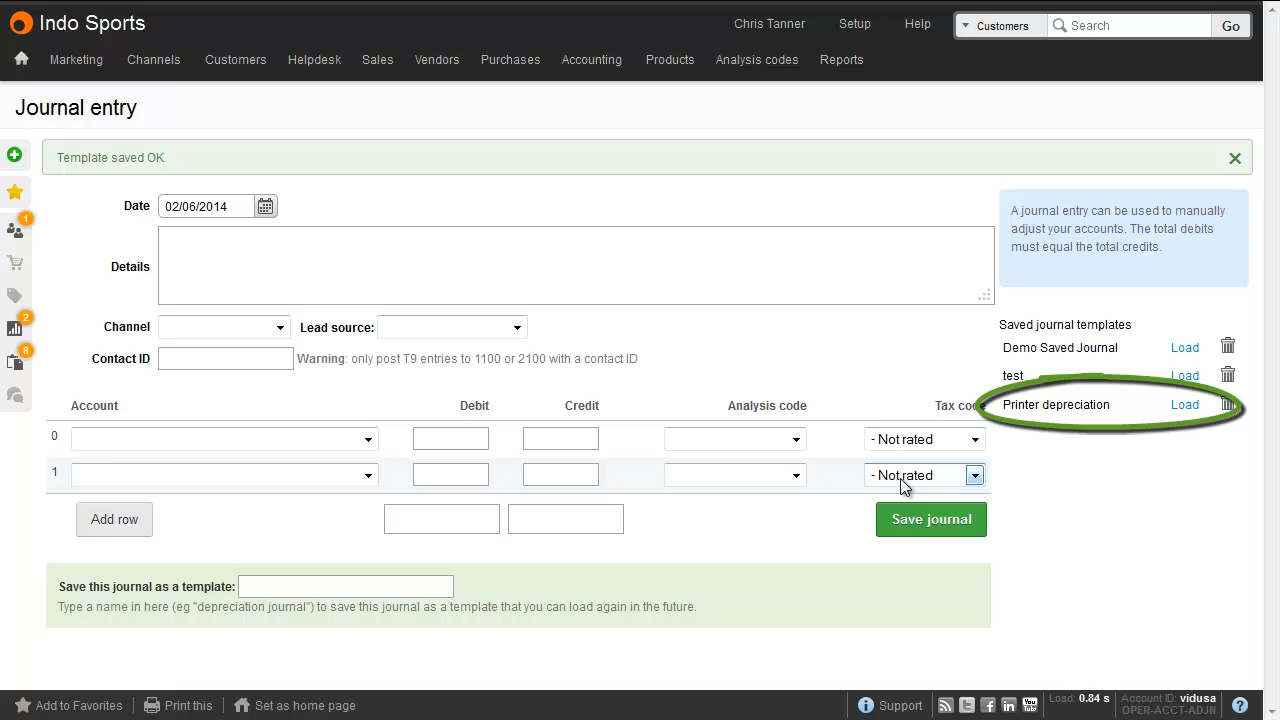 Indo Sports
Chris Tanner Setup Help Customers Search Go
Marketing Channels Customers Helpdesk Sales Vendors Purchases Accounting Products Analysis codes Reports
Journal entry
Template saved OK
Date 02/06/2014
A journal entry can be used to manually
adjust your accounts. The total debits
must equal the total credits.
Details
Channel Lead source:
Contact ID Warning: only post T9 entries to 1100 or 2100 with a contact ID
Saved journal templates
Demo Saved Journal Load
test Load
Printer depreciation Load
Account Debit Credit Analysis code Tax code
0 - Not rated
1 - Not rated
Add row Save journal
Save this journal as a template:
Type a name in here (eg "depreciation journal") to save this journal as a template that you can load again in the future.
1
2
8
Add to Favorites Print this Set as home page Support Load: 0.84 s Account ID: vidusa
OPER-ACCT-ADJN